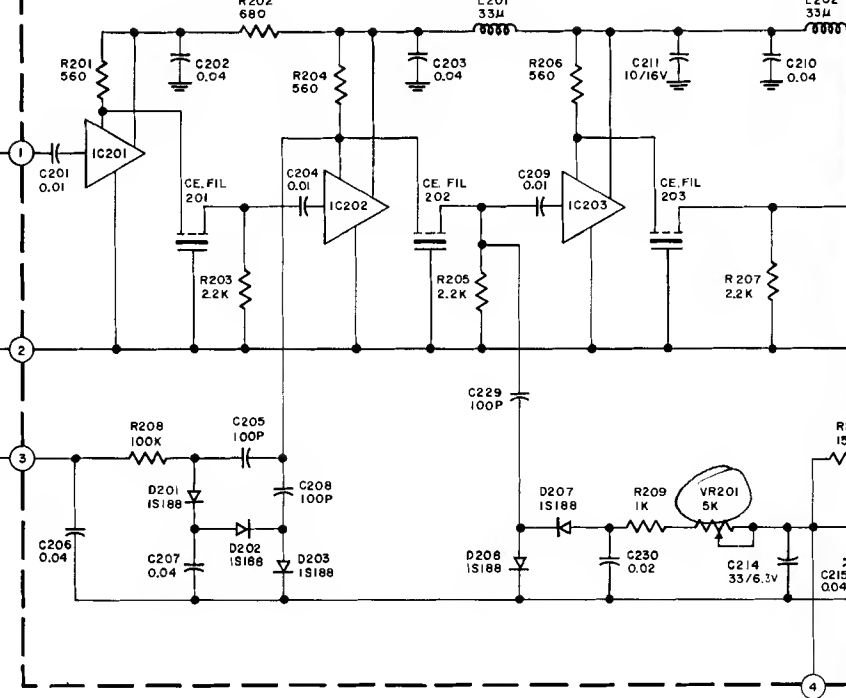 R202
680
L201
33μ
L202
33μ
R201
560
C202
0.04
R204
560
C203
0.04
R206
560
C211
10/16V
C210
0.04
1
C201
0.01
IC201
CE. FIL
201
C204
0.01
IC202
CE. FIL
202
C209
0.01
IC203
CE. FIL
203
R203
2.2K
R205
2.2K
R207
2.2K
2
C229
100P
3
R208
100K
C205
100P
D201
1S188
C208
100P
C206
0.04
C207
0.04
D202
1S188
D203
1S188
D207
1S188
D208
1S188
R209
1K
VR201
5K
C230
0.02
C214
33/6.3V
C215
0.04
4